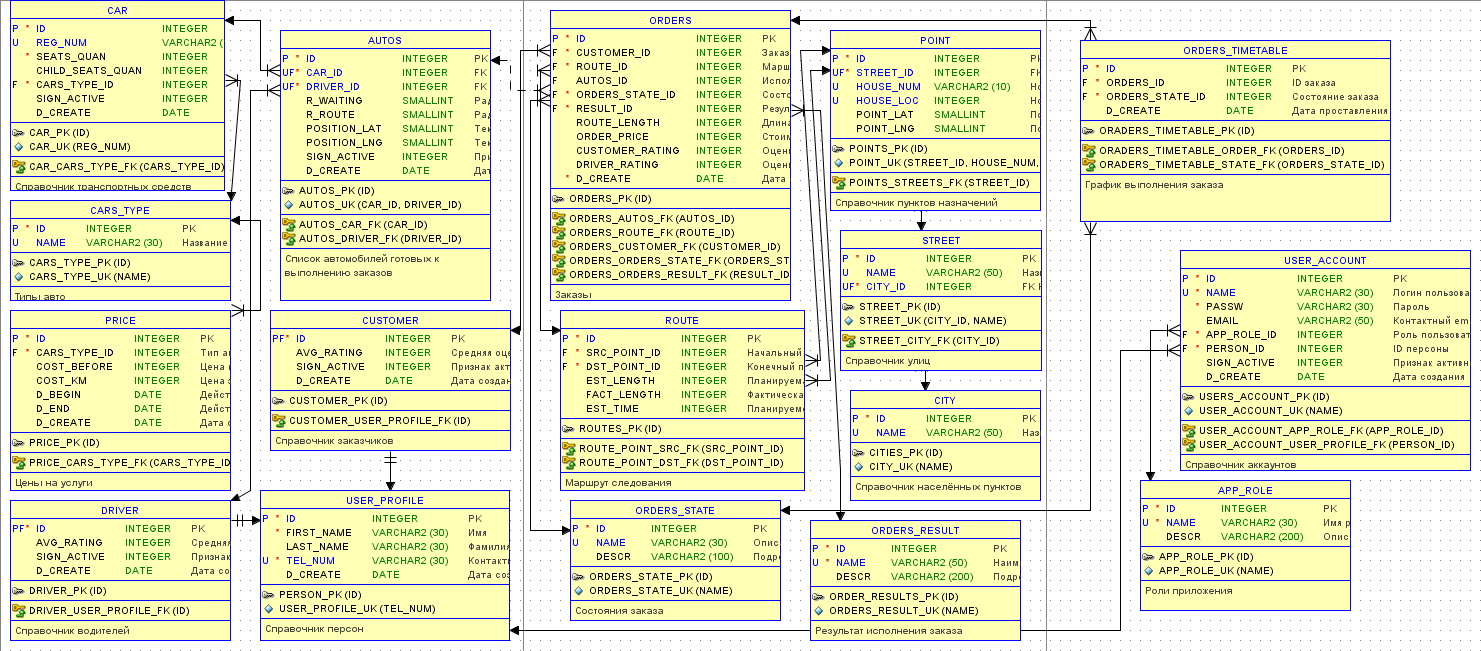 CAR
P * ID INTEGER
U REG_NUM VARCHAR2 (
* SEATS_QUAN INTEGER
CHILD_SEATS_QUAN INTEGER
F * CARS_TYPE_ID INTEGER
SIGN_ACTIVE INTEGER
D_CREATE DATE
CAR_PK (ID)
CAR_UK (REG_NUM)
CAR_CARS_TYPE_FK (CARS_TYPE_ID)
Справочник транспортных средств
CARS_TYPE
P * ID INTEGER PK
U NAME VARCHAR2 (30) Название
CARS_TYPE_PK (ID)
CARS_TYPE_UK (NAME)
Типы авто
PRICE
P * ID INTEGER PK
F * CARS_TYPE_ID INTEGER Тип а
COST_BEFORE INTEGER Цена
COST_KM INTEGER Цена
D_BEGIN DATE Дейст
D_END DATE Дейст
D_CREATE DATE Дата с
PRICE_PK (ID)
PRICE_CARS_TYPE_FK (CARS_TYPE_ID
Цены на услуги
DRIVER
PF* ID INTEGER PK
AVG_RATING INTEGER Средня
SIGN_ACTIVE INTEGER Признак
D_CREATE DATE Дата со
DRIVER_PK (ID)
DRIVER_USER_PROFILE_FK (ID)
Справочник водителей
AUTOS
P * ID INTEGER PK
UF* CAR_ID INTEGER FK
UF* DRIVER_ID INTEGER FK
R_WAITING SMALLINT Рад
R_ROUTE SMALLINT Рад
POSITION_LAT SMALLINT Тек
POSITION_LNG SMALLINT Тек
SIGN_ACTIVE INTEGER При
D_CREATE DATE Дат
AUTOS_PK (ID)
AUTOS_UK (CAR_ID, DRIVER_ID)
AUTOS_CAR_FK (CAR_ID)
AUTOS_DRIVER_FK (DRIVER_ID)
Список автомобилей готовых к
выполнению заказов
CUSTOMER
PF* ID INTEGER PK
AVG_RATING INTEGER Средняя оце
SIGN_ACTIVE INTEGER Признак акт
D_CREATE DATE Дата создан
CUSTOMER_PK (ID)
CUSTOMER_USER_PROFILE_FK (ID)
Справочник заказчиков
USER_PROFILE
P * ID INTEGER PK
* FIRST_NAME VARCHAR2 (30) Имя
LAST_NAME VARCHAR2 (30) Фамили
U * TEL_NUM VARCHAR2 (30) Контакт
D_CREATE DATE Дата со
PERSON_PK (ID)
USER_PROFILE_UK (TEL_NUM)
Справочник персон
ORDERS
P * ID INTEGER PK
F * CUSTOMER_ID INTEGER Заказ
F * ROUTE_ID INTEGER Марш
F AUTOS_ID INTEGER Испол
F * ORDERS_STATE_ID INTEGER Состо
F * RESULT_ID INTEGER Резул
ROUTE_LENGTH INTEGER Длина
ORDER_PRICE INTEGER Стоим
CUSTOMER_RATING INTEGER Оцен
DRIVER_RATING INTEGER Оцен
* D_CREATE DATE Дата
ORDERS_PK (ID)
ORDERS_AUTOS_FK (AUTOS_ID)
ORDERS_ROUTE_FK (ROUTE_ID)
ORDERS_CUSTOMER_FK (CUSTOMER_ID)
ORDERS_ORDERS_STATE_FK (ORDERS_ST
ORDERS_ORDERS_RESULT_FK (RESULT_ID
Заказы
ROUTE
P * ID INTEGER PK
F * SRC_POINT_ID INTEGER Начальный
F * DST_POINT_ID INTEGER Конечный п
EST_LENGTH INTEGER Планируем
FACT_LENGTH INTEGER Фактическа
EST_TIME INTEGER Планируем
ROUTES_PK (ID)
ROUTE_POINT_SRC_FK (SRC_POINT_ID)
ROUTE_POINT_DST_FK (DST_POINT_ID)
Маршрут следования
ORDERS_STATE
P * ID INTEGER PK
U NAME VARCHAR2 (30) Опис
DESCR VARCHAR2 (100) Подро
ORDERS_STATE_PK (ID)
ORDERS_STATE_UK (NAME)
Состояния заказа
POINT
P * ID INTEGER
UF* STREET_ID INTEGER
U HOUSE_NUM VARCHAR2 (10)
U HOUSE_LOC INTEGER
POINT_LAT SMALLINT
POINT_LNG SMALLINT
POINTS_PK (ID)
POINT_UK (STREET_ID, HOUSE_NUM,
POINTS_STREETS_FK (STREET_ID)
Справочник пунктов назначений
STREET
P * ID INTEGER PK
U NAME VARCHAR2 (50) Наз
UF* CITY_ID INTEGER FK
STREET_PK (ID)
STREET_UK (CITY_ID, NAME)
STREET_CITY_FK (CITY_ID)
Справочник улиц
CITY
P * ID INTEGER PK
U NAME VARCHAR2 (50) Наз
CITIES_PK (ID)
CITY_UK (NAME)
Справочник населённых пунктов
ORDERS_RESULT
P * ID INTEGER PK
U * NAME VARCHAR2 (50) Наим
DESCR VARCHAR2 (200) Подро
ORDER_RESULTS_PK (ID)
ORDERS_RESULT_UK (NAME)
Результат исполнения заказа
ORDERS_TIMETABLE
P * ID INTEGER PK
F * ORDERS_ID INTEGER ID заказа
F * ORDERS_STATE_ID INTEGER Состояние заказа
D_CREATE DATE Дата проставления
ORADERS_TIMETABLE_PK (ID)
ORADERS_TIMETABLE_ORDER_FK (ORDERS_ID)
ORADERS_TIMETABLE_STATE_FK (ORDERS_STATE_ID)
График выполнения заказа
USER_ACCOUNT
P * ID INTEGER PK
U * NAME VARCHAR2 (30) Логин пользова
* PASSW VARCHAR2 (30) Пароль
EMAIL VARCHAR2 (50) Контактный em
F * APP_ROLE_ID INTEGER Роль пользоват
F * PERSON_ID INTEGER ID персоны
SIGN_ACTIVE INTEGER Признак активн
D_CREATE DATE Дата создания
USERS_ACCOUNT_PK (ID)
USER_ACCOUNT_UK (NAME)
USER_ACCOUNT_APP_ROLE_FK (APP_ROLE_ID)
USER_ACCOUNT_USER_PROFILE_FK (PERSON_ID)
Справочник аккаунтов
APP_ROLE
P * ID INTEGER PK
U * NAME VARCHAR2 (30) Имя р
DESCR VARCHAR2 (200) Опис
APP_ROLE_PK (ID)
APP_ROLE_UK (NAME)
Роли приложения